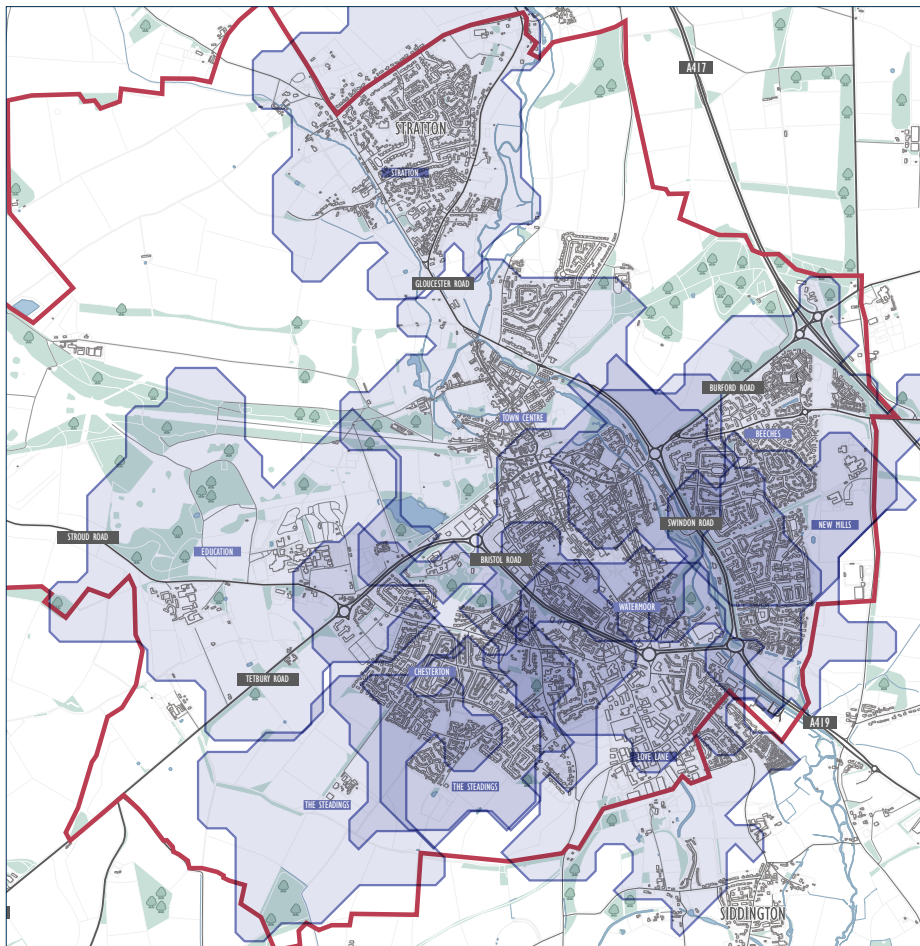 A417
STRATTON
STRATTON
GLOUCESTER ROAD
BURFORD ROAD
TOWN CENTRE
BEECHES
SWINDON ROAD
NEW MILLS
STROUD ROAD
EDUCATION
BRISTOL ROAD
WATERMOOR
CHESTERTON
TETBURY ROAD
A419
LOVE LANE
THE STEADINGS
THE STEADINGS
SIDDINGTON